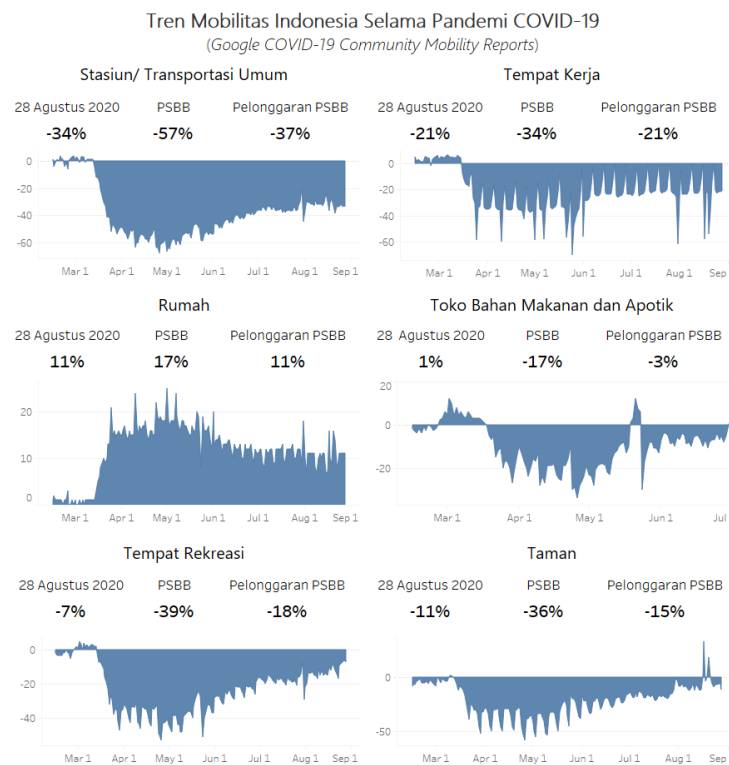 Tren Mobilitas Indonesia Selama Pandemi COVID-19
(Google COVID-19 Community Mobility Reports)
Stasiun/ Transportasi Umum
28 Agustus 2020 PSBB Pelonggaran PSBB
-34% -57% -37%
0
-20
-40
-60
Mar 1 Apr 1 May 1 Jun 1 Jul 1 Aug 1 Sep 1
Tempat Kerja
28 Agustus 2020 PSBB Pelonggaran PSBB
-21% -34% -21%
0
-20
-40
-60
Mar 1 Apr 1 May 1 Jun 1 Jul 1 Aug 1 Sep
Rumah
28 Agustus 2020 PSBB Pelonggaran PSBB
11% 17% 11%
20
10
0
Mar 1 Apr 1 May 1 Jun 1 Jul 1 Aug 1 Sep 1
Toko Bahan Makanan dan Apotik
28 Agustus 2020 PSBB Pelonggaran PSBB
1% -17% -3%
20
0
-20
Mar 1 Apr 1 May 1 Jun 1 Jul
Tempat Rekreasi
28 Agustus 2020 PSBB Pelonggaran PSBB
-7% -39% -18%
0
-20
-40
Mar 1 Apr 1 May 1 Jun 1 Jul 1 Aug 1 Sep 1
Taman
28 Agustus 2020 PSBB Pelonggaran PSBB
-11% -36% -15%
0
-50
Mar 1 Apr 1 May 1 Jun 1 Jul 1 Aug 1 Sep 1